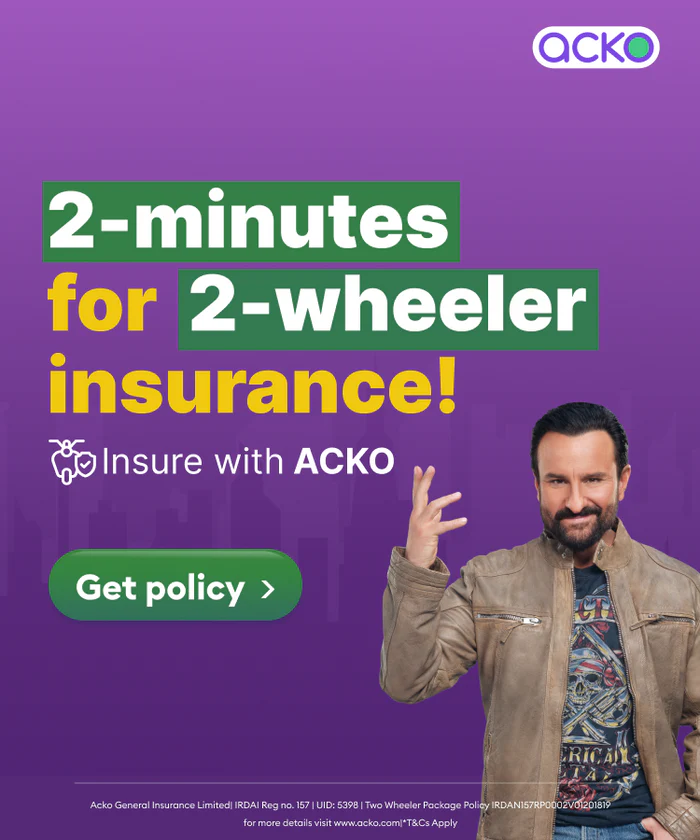 acko
2-minutes
for 2-wheeler
insurance!
Insure with ACKO
Get policy >
ERICA
Acko General Insurance Limited| IRDAI Reg no. 157 | UID: 5398 | Two Wheeler Package Policy IRDAN157RP0002V01201819
for more details visit www.acko.com|*T&Cs Apply